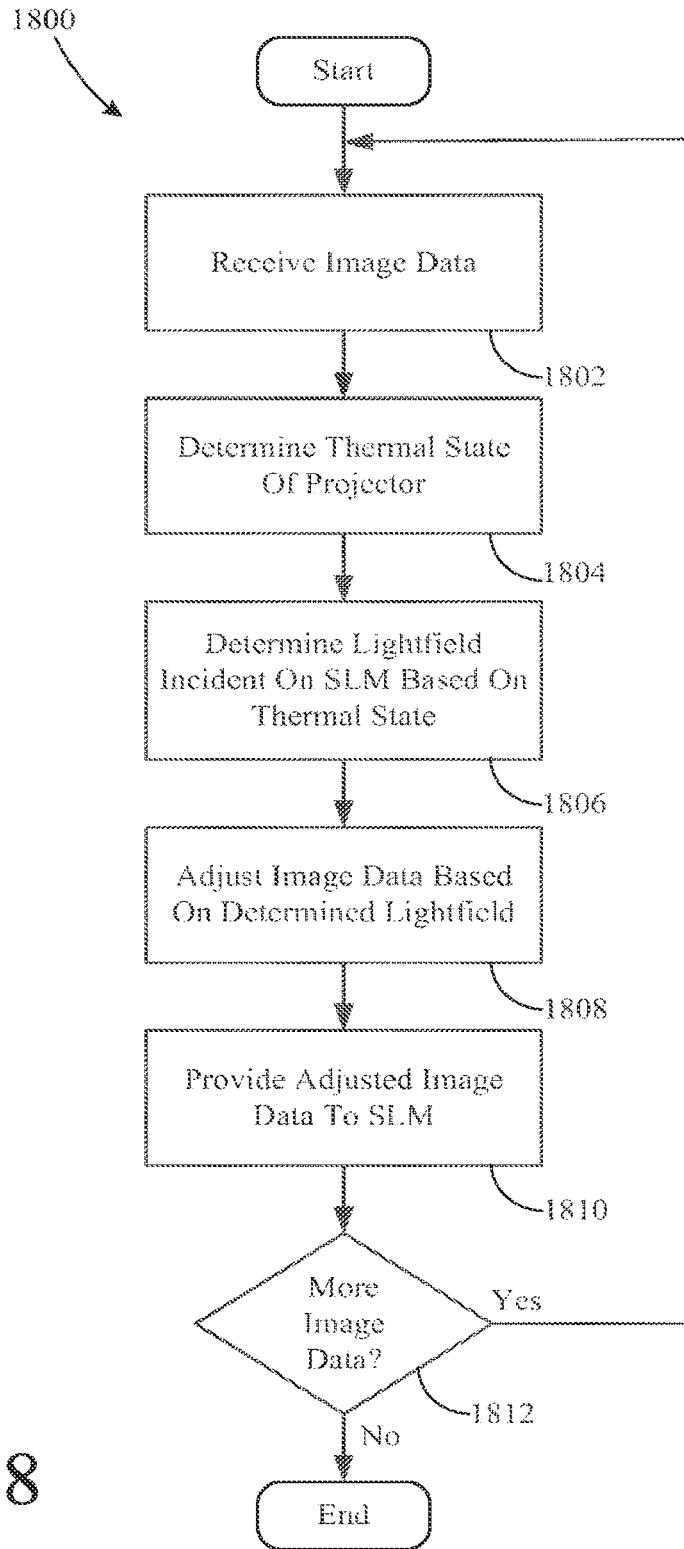 1800
Start
Receive Image Data
1802
Determine Thermal State
Of Projector
1804
Determine Lightfield
Incident On SLM Based On
Thermal State
1806
Adjust Image Data Based
On Determined Lightfield
1808
Provide Adjusted Image
Data To SLM
1810
More
Image
Data?
Yes
1812
No
8
End